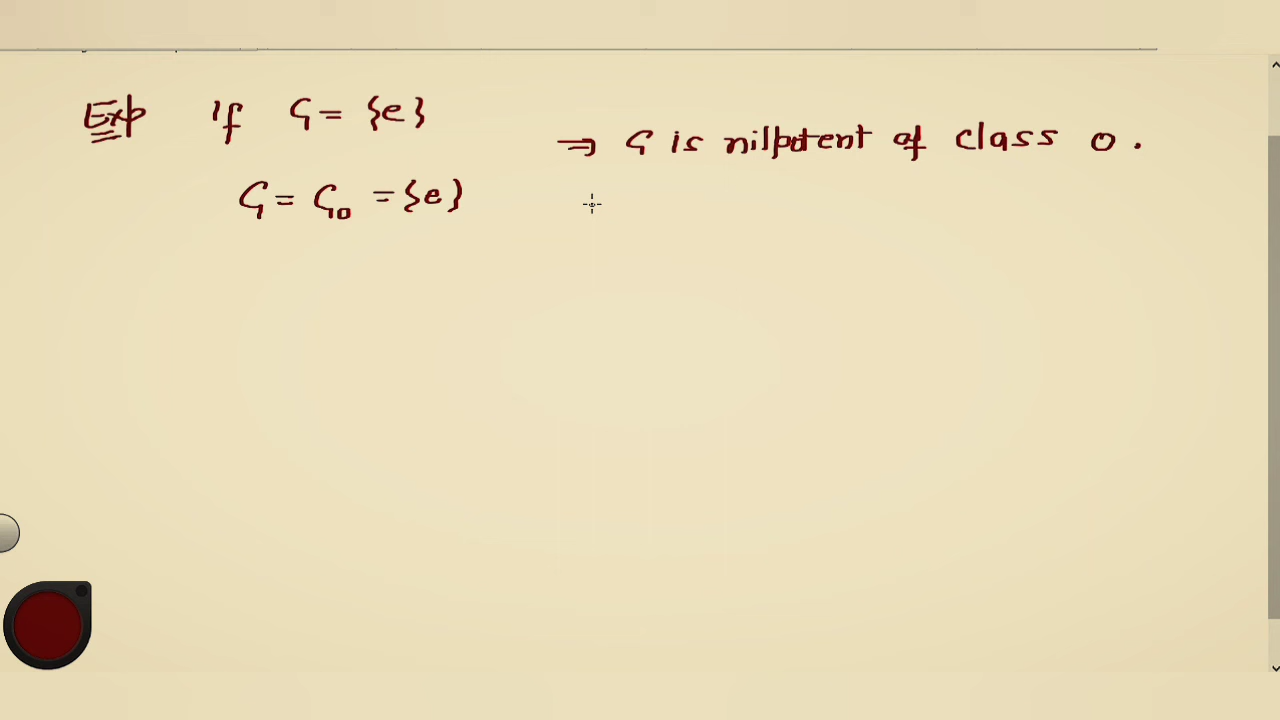 Exp If G = {e}
⇒ G is nilpotent of class 0.
G = G₀ = {e}